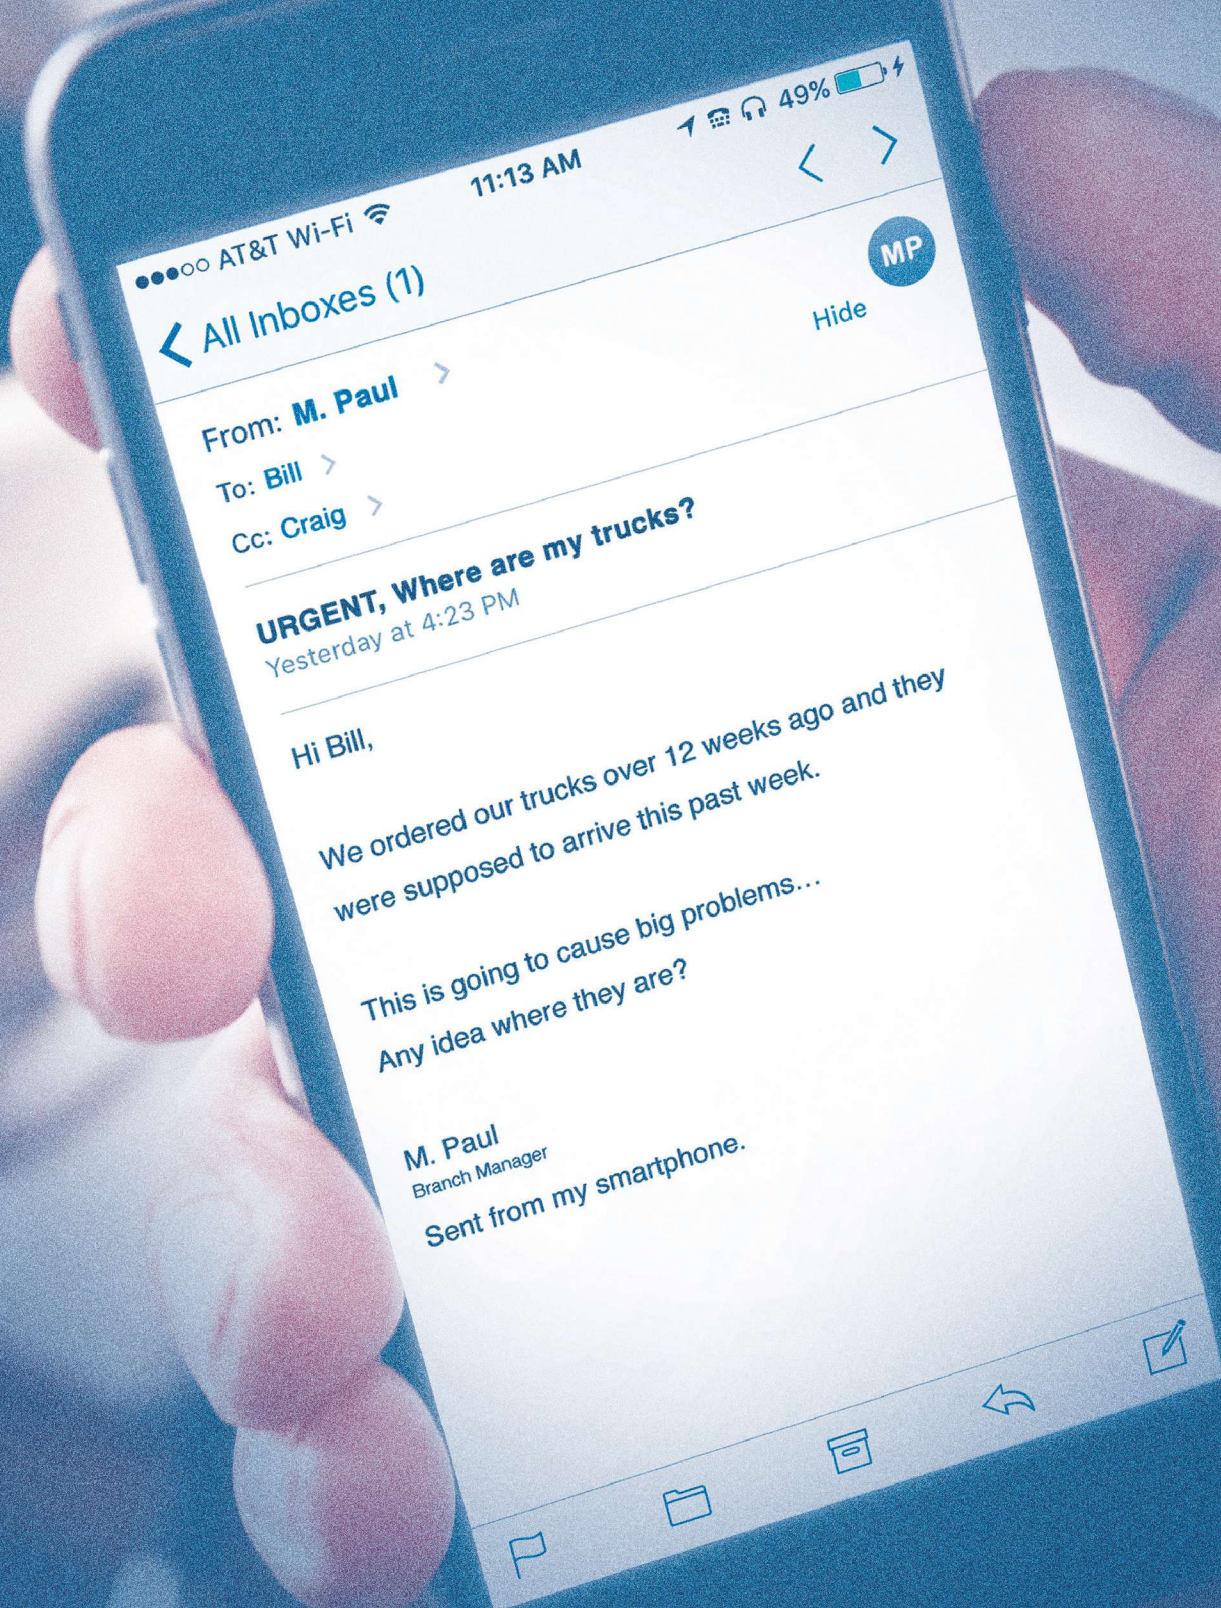 AT&T Wi-Fi 11:13 AM 49%
All Inboxes (1)
MP
From: M. Paul
Hide
To: Bill
Cc: Craig
URGENT, Where are my trucks?
Yesterday at 4:23 PM
Hi Bill,
We ordered our trucks over 12 weeks ago and they
were supposed to arrive this past week.
This is going to cause big problems...
Any idea where they are?
M. Paul
Branch Manager
Sent from my smartphone.